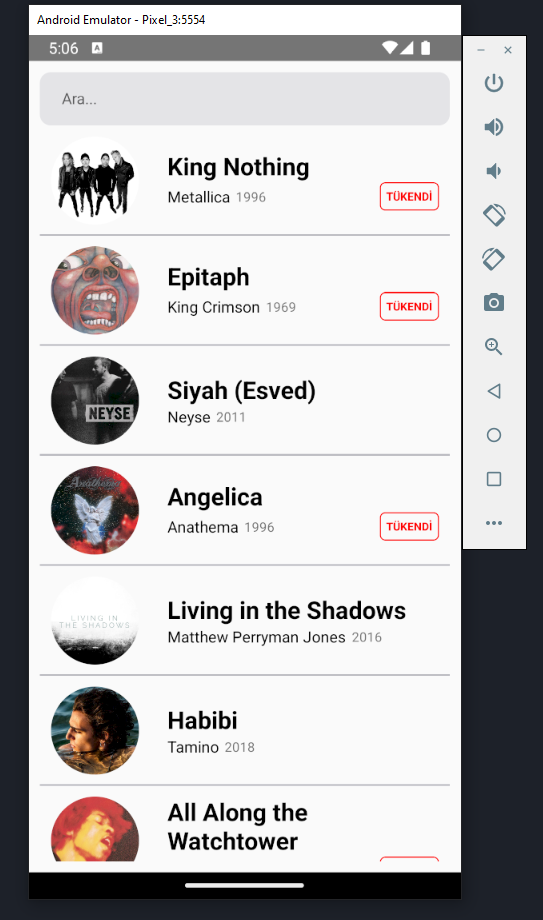 Android Emulator - Pixel_3:5554
5:06 A
Ara...
King Nothing
Metallica 1996
TÜKENDİ
Epitaph
King Crimson 1969
TÜKENDİ
NEYSE
Siyah (Esved)
Neyse 2011
Anathema
Angelica
Anathema 1996
TÜKENDİ
LIVING IN
THE SHADOWS
Living in the Shadows
Matthew Perryman Jones 2016
Habibi
Tamino 2018
All Along the
Watchtower